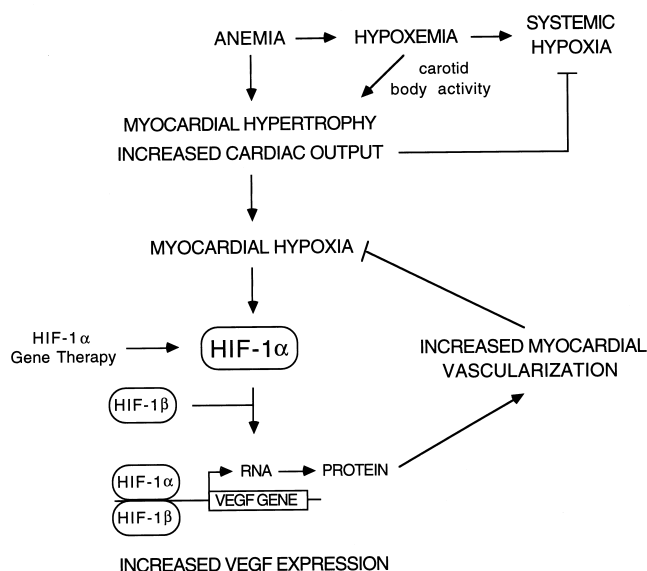 ANEMIA
HYPOXEMIA
SYSTEMIC
HYPOXIA
carotid
body activity
MYOCARDIAL HYPERTROPHY
INCREASED CARDIAC OUTPUT
MYOCARDIAL HYPOXIA
HIF-1α
Gene Therapy
HIF-1α
INCREASED MYOCARDIAL
VASCULARIZATION
HIF-1β
RNA
PROTEIN
HIF-1α
VEGF GENE
HIF-1β
INCREASED VEGF EXPRESSION